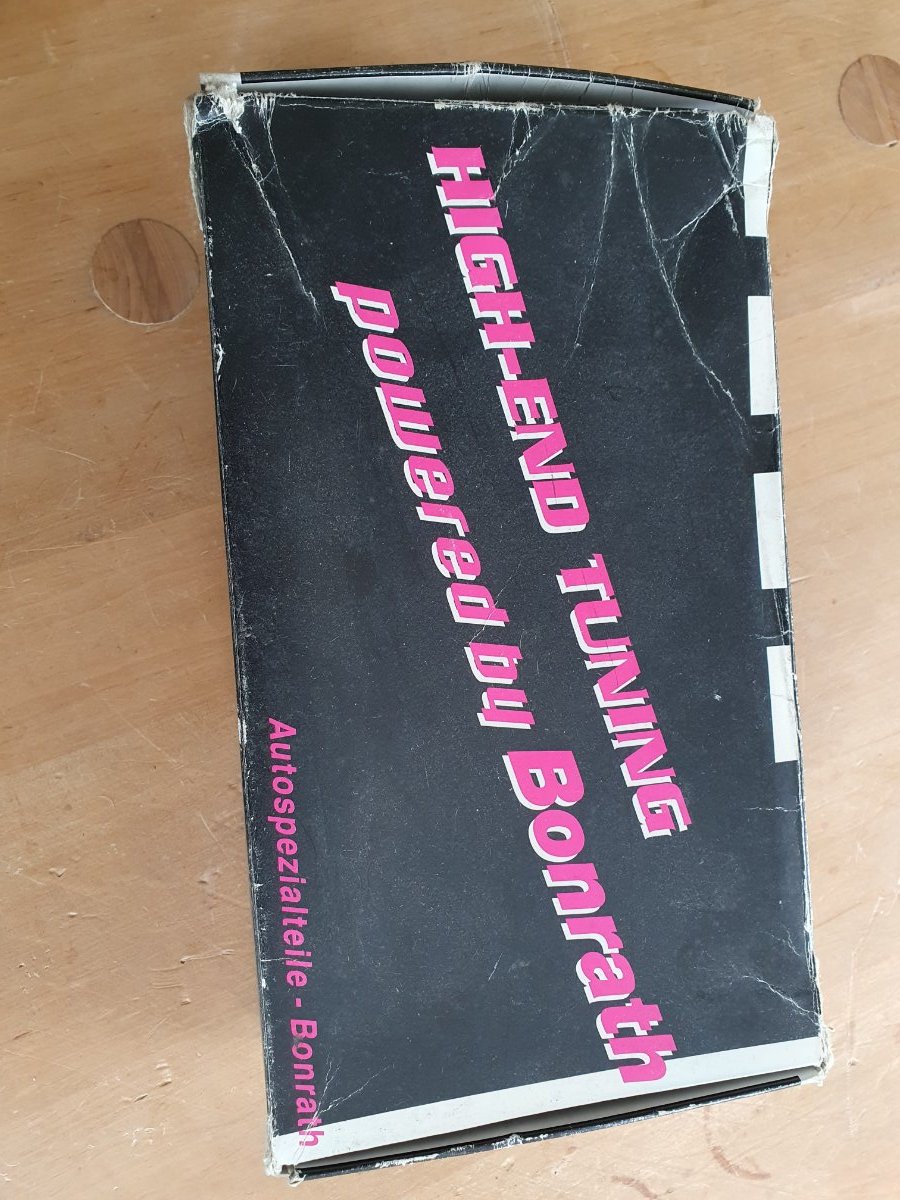 HIGH-END TUNING
powered by Bonrath
Autospezialteile - Bonrath